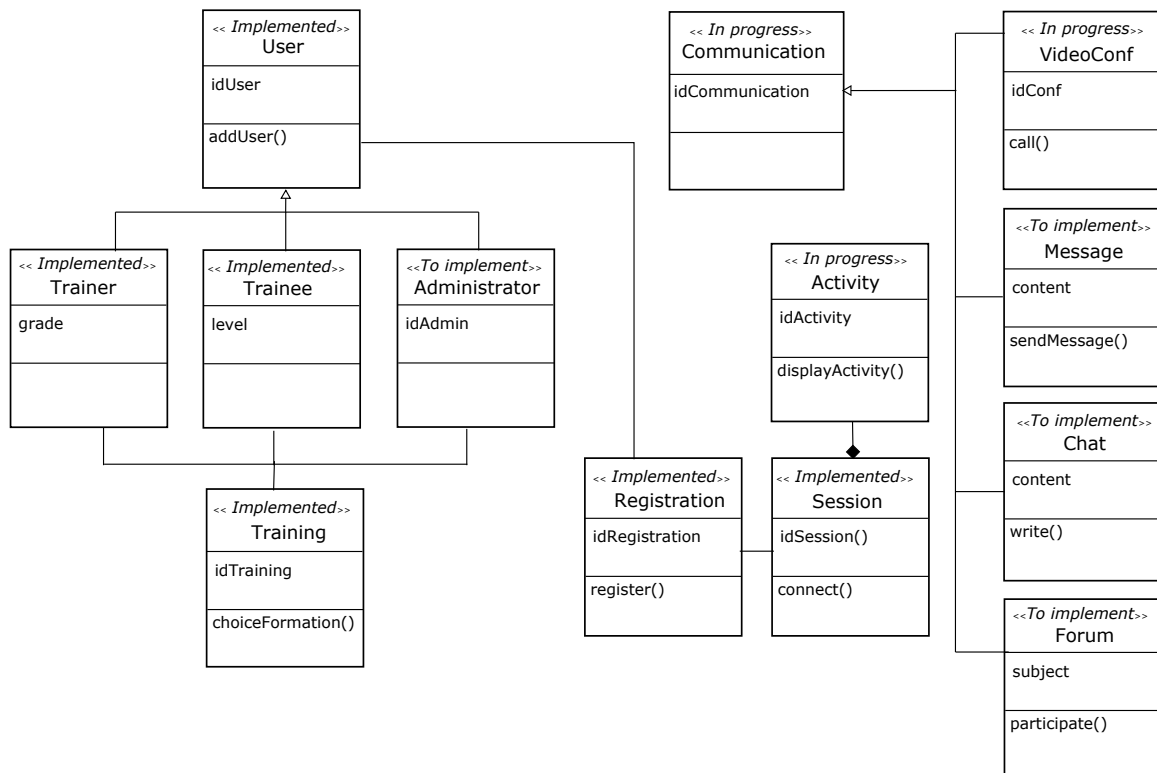 << Implemented>>
User
idUser
addUser()
<< In progress>>
Communication
idCommunication
<< In progress>>
VideoConf
idConf
call()
<< Implemented>>
Trainer
grade
<< Implemented>>
Trainee
level
<<To implement>>
Administrator
idAdmin
<< In progress>>
Activity
idActivity
displayActivity()
<<To implement>>
Message
content
sendMessage()
<< Implemented>>
Training
idTraining
choiceFormation()
<< Implemented>>
Registration
idRegistration
register()
<< Implemented>>
Session
idSession()
connect()
<<To implement>>
Chat
content
write()
<<To implement>>
Forum
subject
participate()